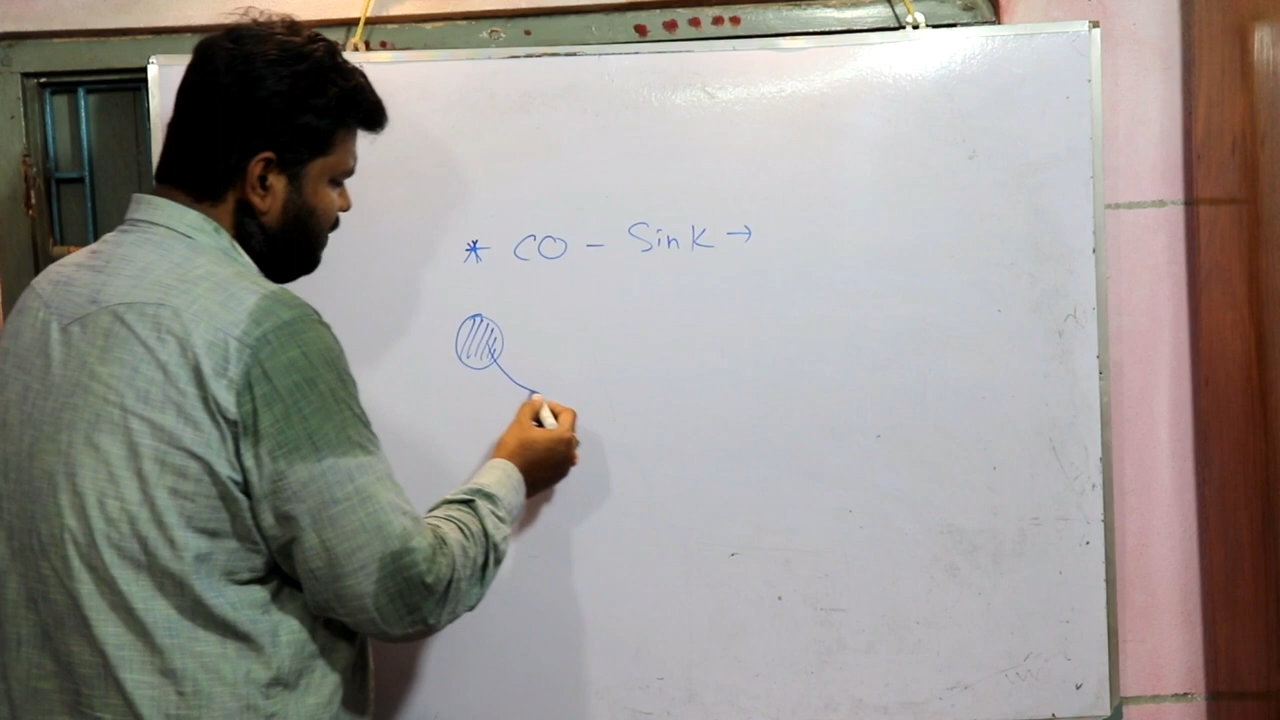 * CO - Sink →